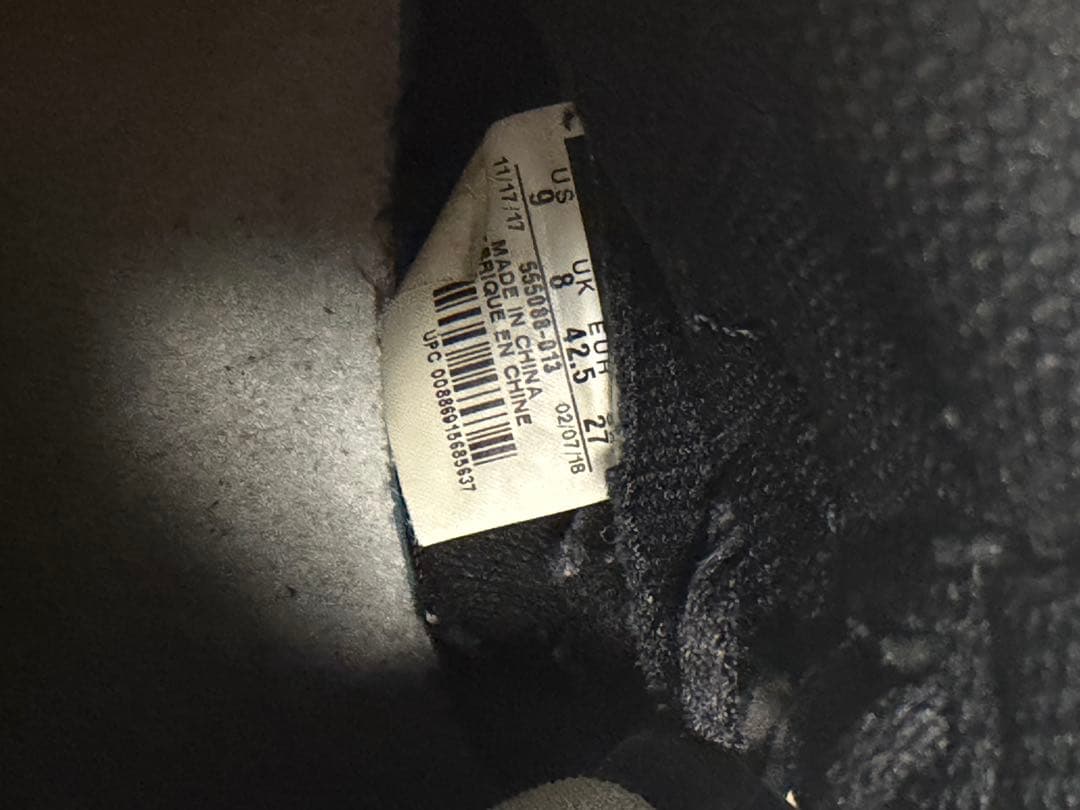 US UK EUR
9 8 42.5 27
11/17/17 02/07/18
555088-013
MADE IN CHINA
FABRIQUE EN CHINE
UPC 00886915685637